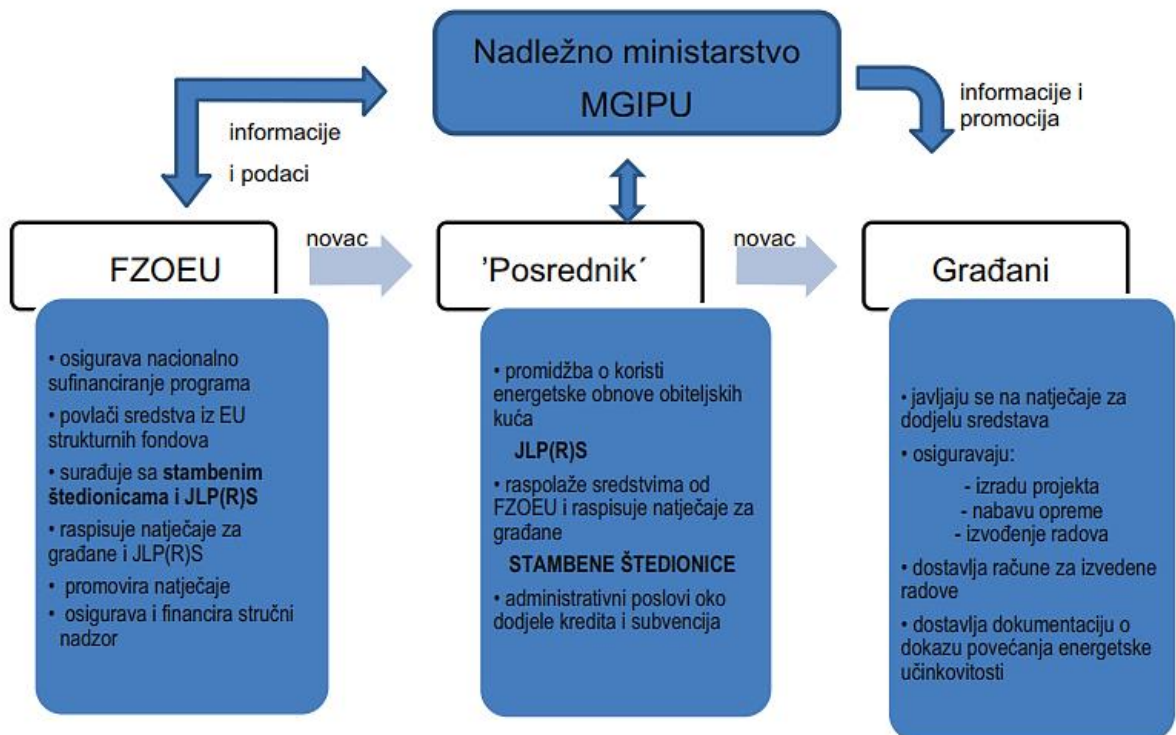 Nadležno ministarstvo
MGIPU
informacije
i podaci
informacije i
promocija
FZOEU
novac
’Posrednik´
novac
Građani
• osigurava nacionalno
sufinanciranje programa
• povlači sredstva iz EU
strukturnih fondova
• surađuje sa stambenim
štedionicama i JLP(R)S
• raspisuje natječaje za
građane i JLP(R)S
• promovira natječaje
• osigurava i financira stručni
nadzor
• promidžba o koristi
energetske obnove obiteljskih
kuća
JLP(R)S
• raspolaže sredstvima od
FZOEU i raspisuje natječaje za
građane
STAMBENE ŠTEDIONICE
• administrativni poslovi oko
dodjele kredita i subvencija
• javljaju se na natječaje za
dodjelu sredstava
• osiguravaju:
- izradu projekta
- nabavu opreme
- izvođenje radova
• dostavlja račune za izvedene
radove
• dostavlja dokumentaciju o
dokazu povećanja energetske
učinkovitosti